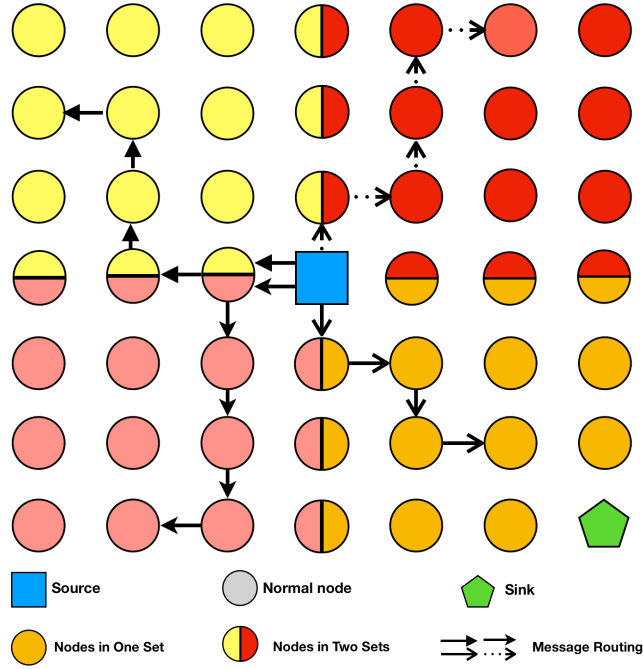 Source
Normal node
Sink
Nodes in One Set
Nodes in Two Sets
Message Routing